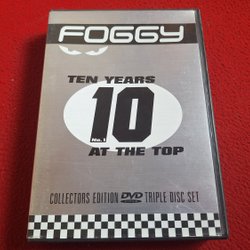 FOGGY
TEN YEARS
10
No.1
AT THE TOP
COLLECTORS EDITION DVD TRIPLE DISC SET